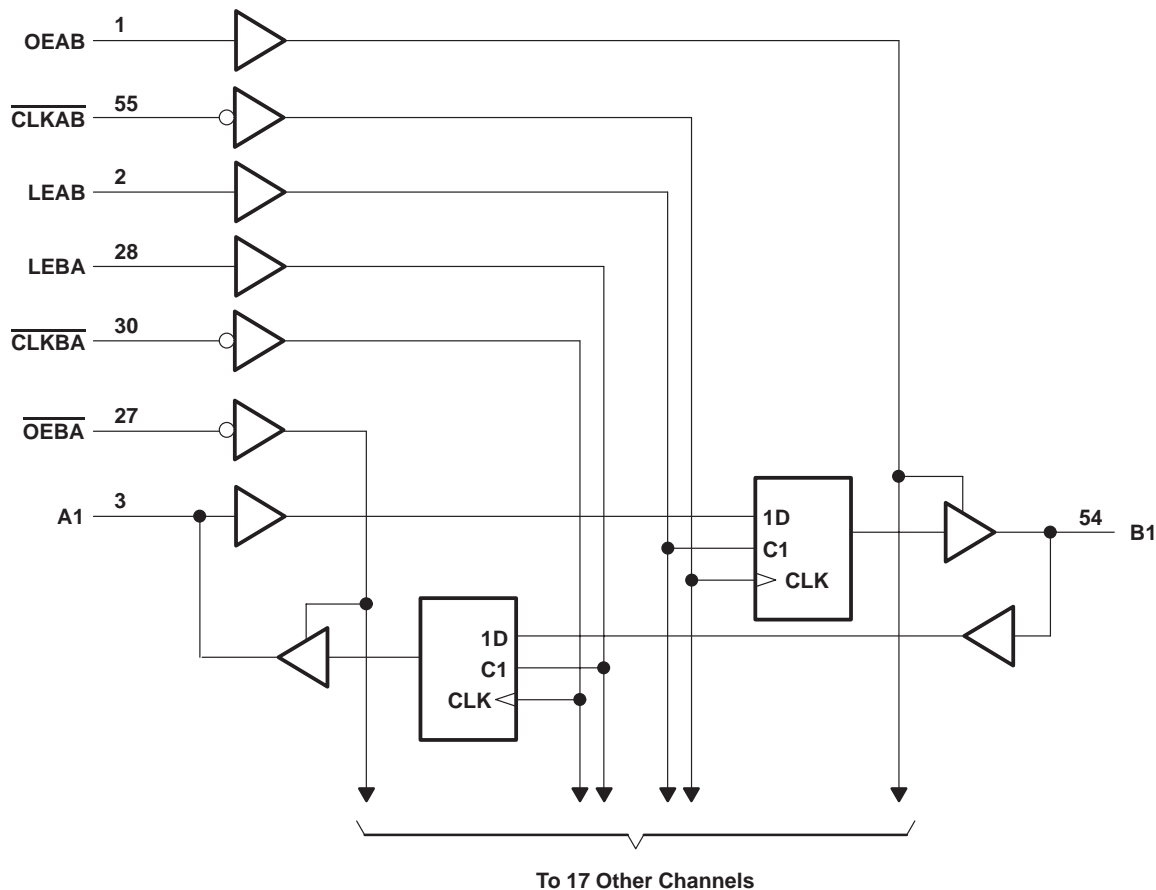 OEAB 1
CLKAB 55
LEAB 2
LEBA 28
CLKBA 30
OEBA 27
A1 3
1D
C1
CLK
54 B1
1D
C1
CLK
To 17 Other Channels